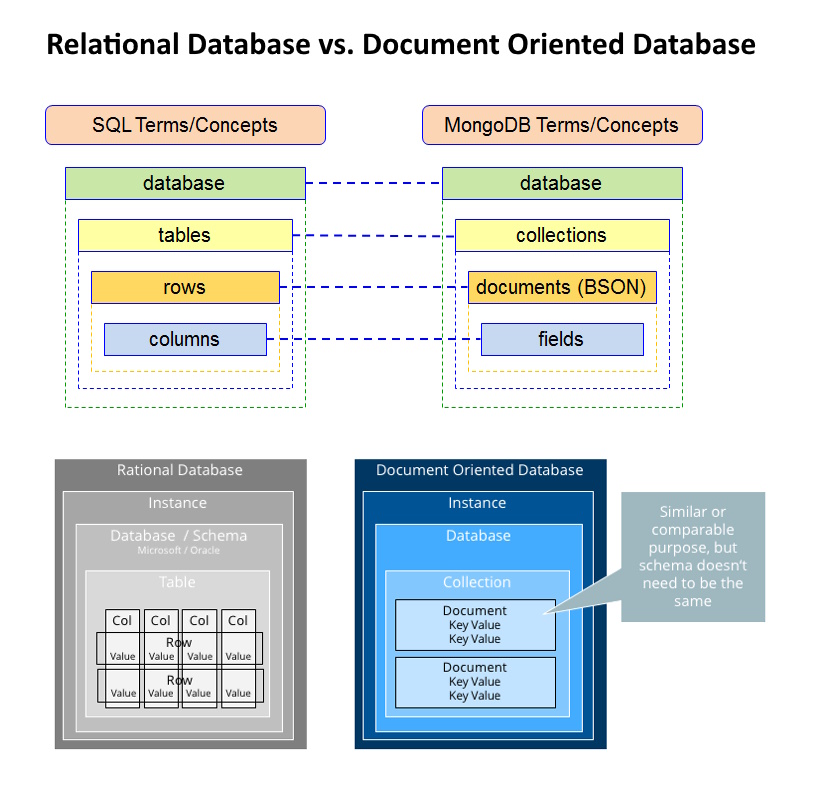 Relational Database vs. Document Oriented Database
SQL Terms/Concepts
MongoDB Terms/Concepts
database
database
tables
collections
rows
documents (BSON)
columns
fields
Rational Database
Instance
Database / Schema
Microsoft / Oracle
Table
Col Col Col Col
Row
Value Value Value Value
Row
Value Value Value Value
Document Oriented Database
Instance
Database
Collection
Document
Key Value
Key Value
Document
Key Value
Key Value
Similar or
comparable
purpose, but
schema doesn't
need to be the
same